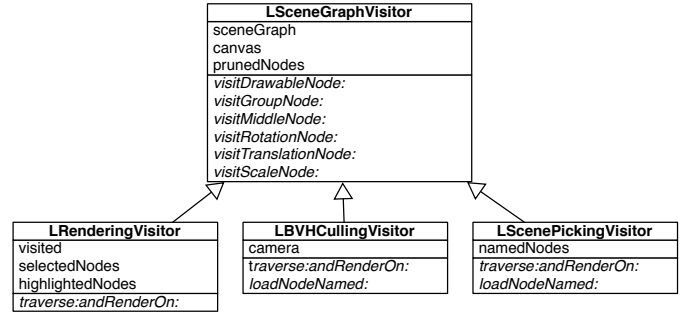 LSceneGraphVisitor
sceneGraph
canvas
prunedNodes
visitDrawableNode:
visitGroupNode:
visitMiddleNode:
visitRotationNode:
visitTranslationNode:
visitScaleNode:
LRenderingVisitor
visited
selectedNodes
highlightedNodes
traverse:andRenderOn:
LBVHCullingVisitor
camera
traverse:andRenderOn:
loadNodeNamed:
LScenePickingVisitor
namedNodes
traverse:andRenderOn:
loadNodeNamed: